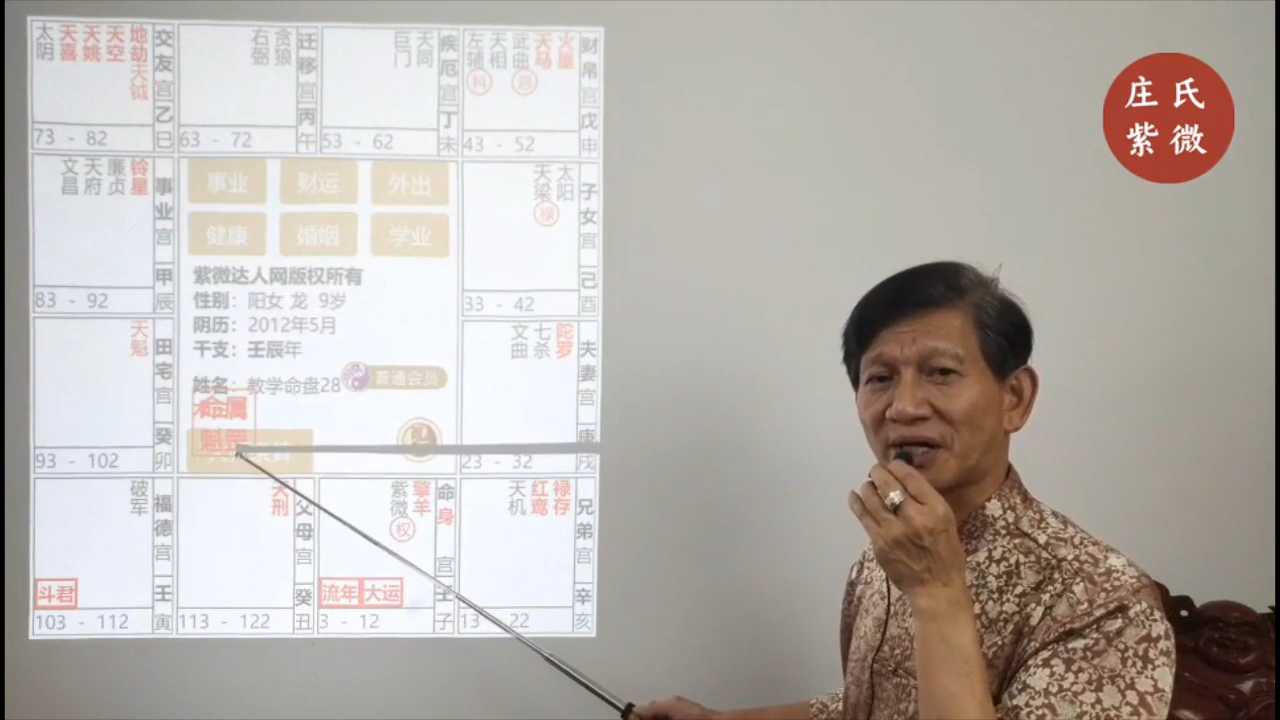 庄氏
紫微
太阴
天喜
天姚
天空
地劫
天钺
交友宫
乙巳
73 - 82
右弼
贪狼
迁移宫
丙午
63 - 72
巨门
天同
疾厄宫
丁未
53 - 62
左辅
科
天相
武曲
忌
天马
火星
财帛宫
戊申
43 - 52
文昌
天府
廉贞
铃星
事业宫
甲辰
83 - 92
事业
财运
外出
健康
婚姻
学业
紫微达人网版权所有
性别：阳女 龙 9岁
阴历：2012年5月
干支：壬辰年
姓名：教学命盘28
普通会员
天梁
禄
太阳
子女宫
己酉
33 - 42
天魁
田宅宫
癸卯
93 - 102
文曲
七杀
陀罗
夫妻宫
庚戌
23 - 32
破军
福德宫
斗君
壬寅
103 - 112
天刑
父母宫
癸丑
113 - 122
紫微
权
擎羊
命身宫
流年
大运
子
3 - 12
天机
红鸾
禄存
兄弟宫
辛亥
13 - 22